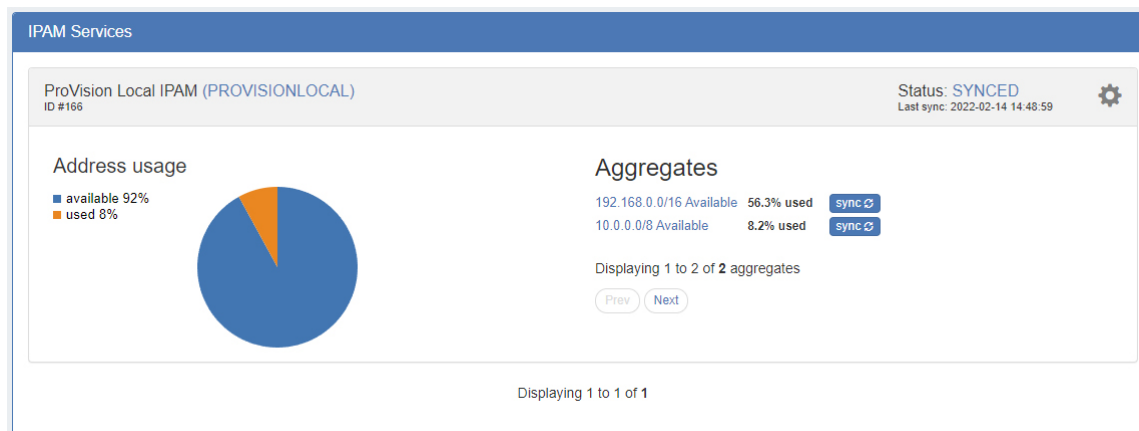 IPAM Services
ProVision Local IPAM (PROVISIONLOCAL)
ID #166
Status: SYNCED
Last sync: 2022-02-14 14:48:59
Address usage
available 92%
used 8%
Aggregates
192.168.0.0/16 Available 56.3% used sync
10.0.0.0/8 Available 8.2% used sync
Displaying 1 to 2 of 2 aggregates
Prev Next
Displaying 1 to 1 of 1